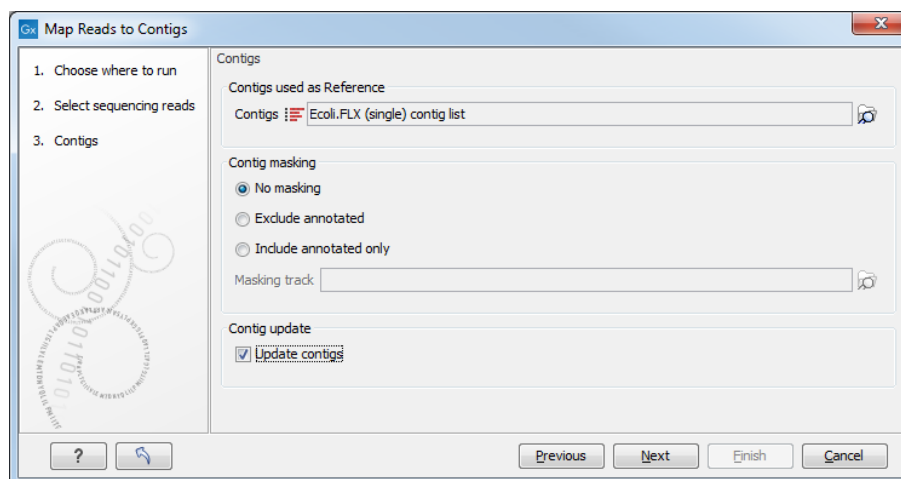 Gx Map Reads to Contigs
1. Choose where to run
2. Select sequencing reads
3. Contigs
Contigs
Contigs used as Reference
Contigs Ecoli.FLX (single) contig list
Contig masking
No masking
Exclude annotated
Include annotated only
Masking track
Contig update
Update contigs
?
Previous Next Finish Cancel